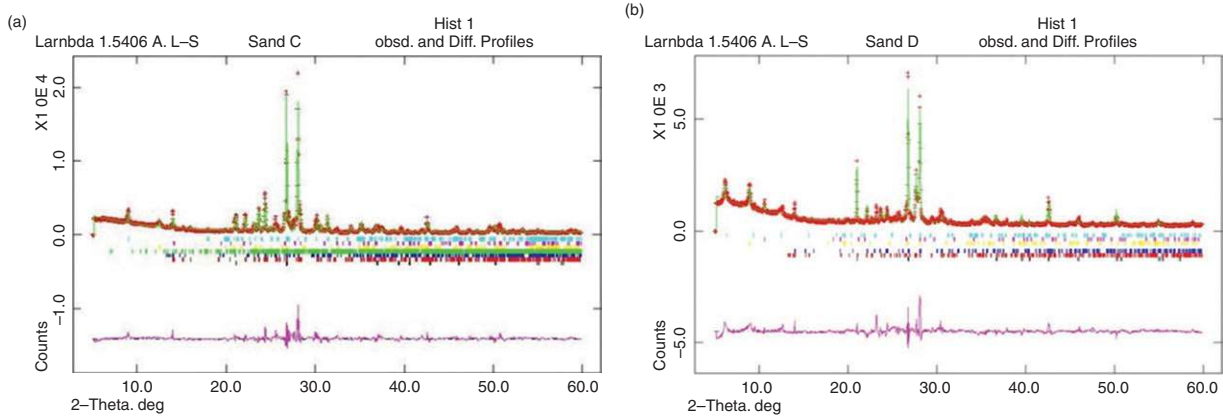 (a)
Hist 1
Larnbda 1.5406 A. L–S Sand C obsd. and Diff. Profiles
X1 0E 4
2.0
1.0
0.0
−1.0
Counts
10.0 20.0 30.0 40.0 50.0 60.0
2–Theta. deg
(b)
Hist 1
Larnbda 1.5406 A. L–S Sand D obsd. and Diff. Profiles
X1 0E 3
5.0
0.0
−5.0
Counts
10.0 20.0 30.0 40.0 50.0 60.0
2–Theta. deg